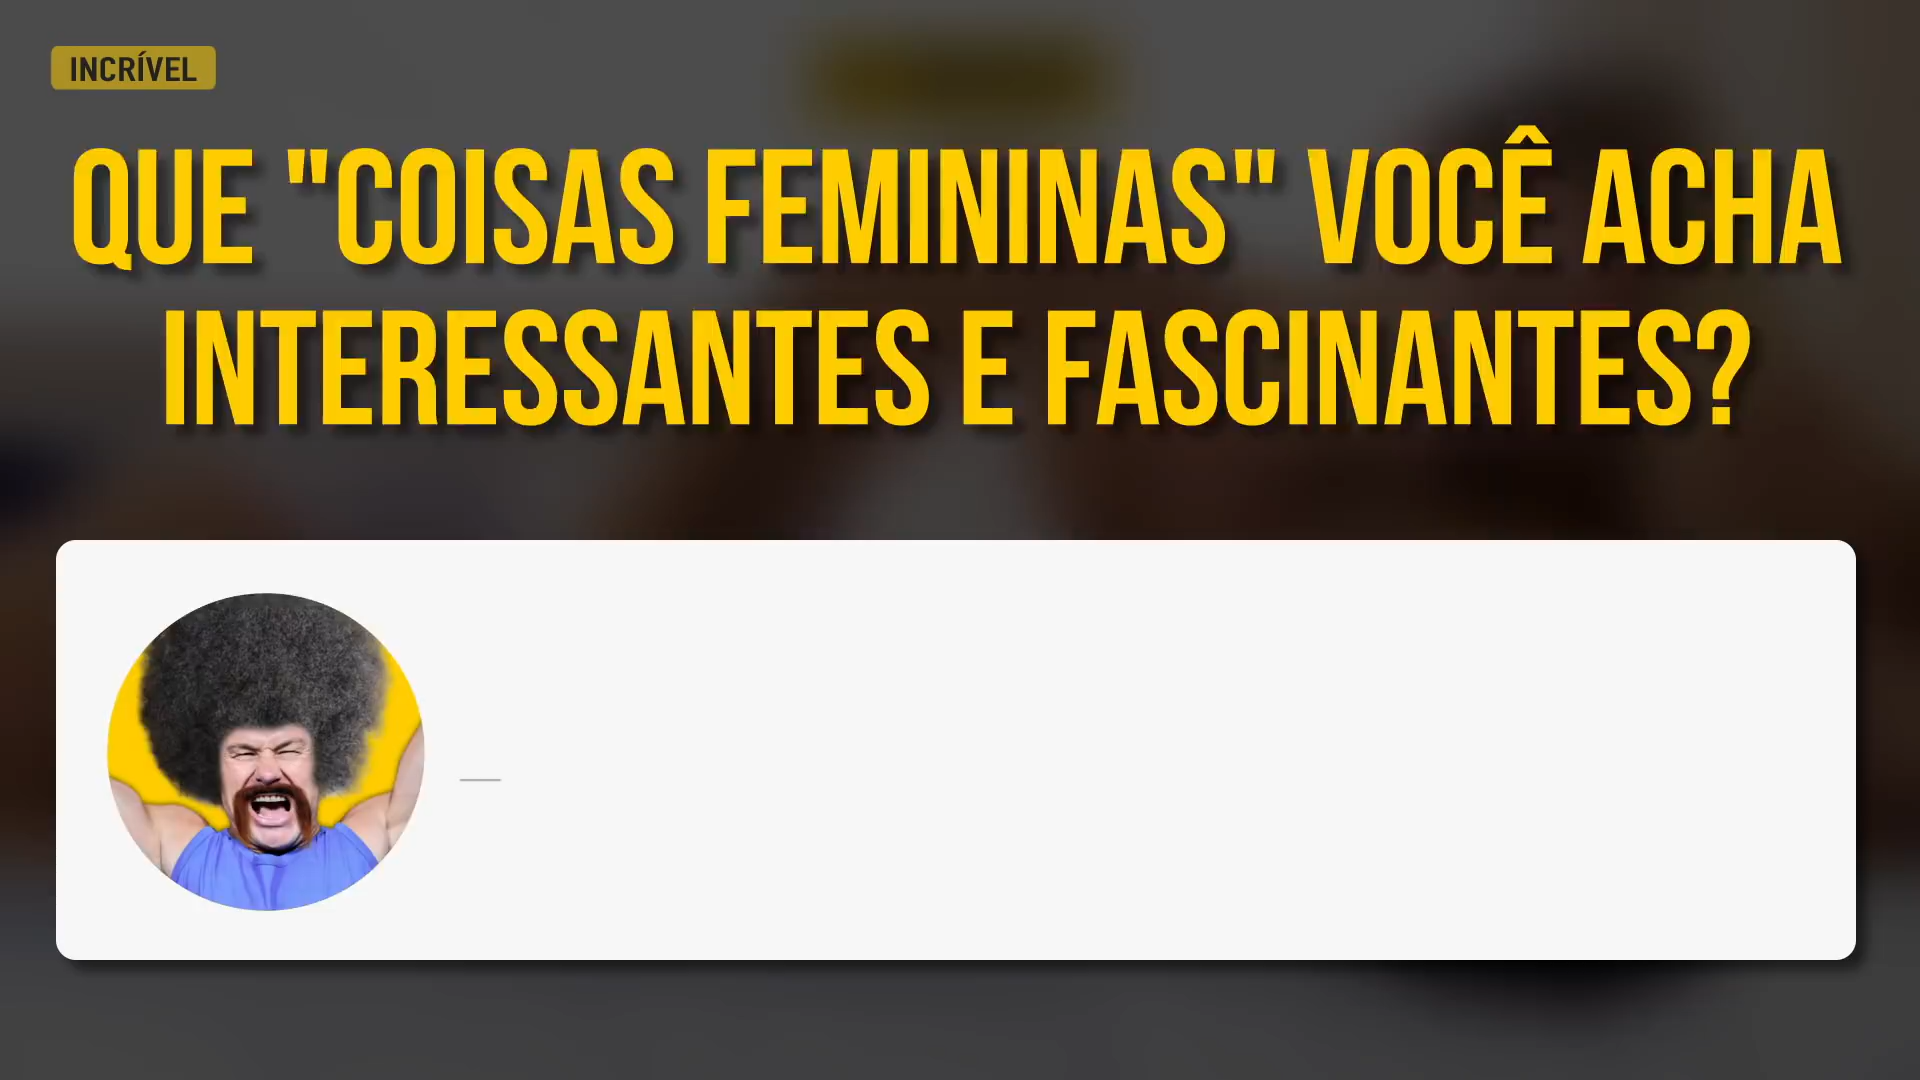 INCRÍVEL
QUE "COISAS FEMININAS" VOCÊ ACHA
INTERESSANTES E FASCINANTES?